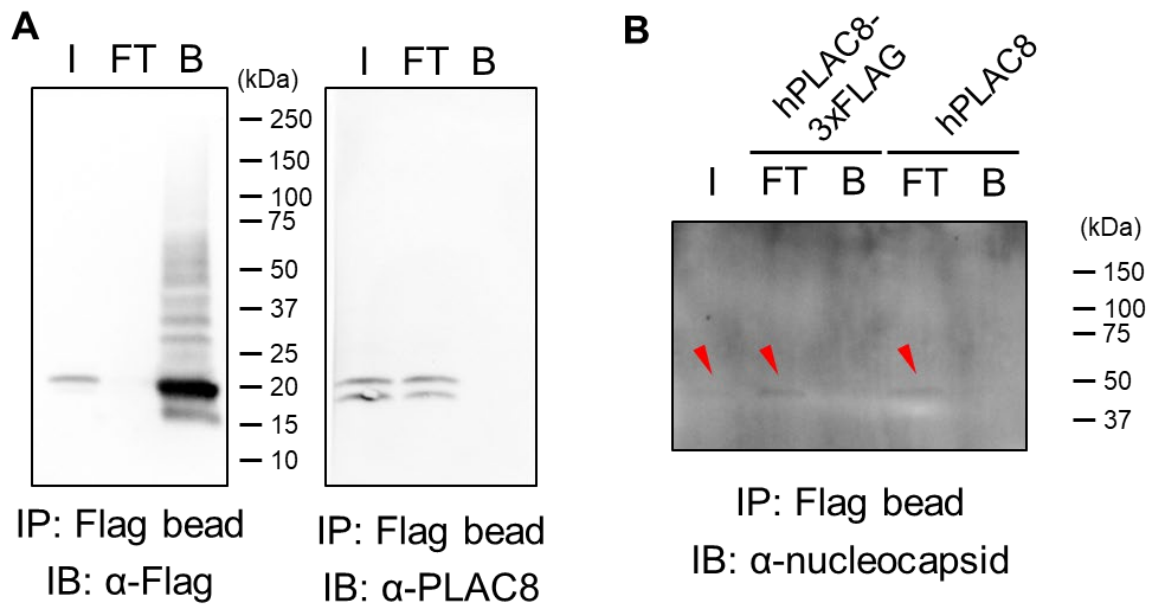 A
I FT B
(kDa)
250
150
100
75
50
37
25
20
15
10
IP: Flag bead
IB: α-Flag
I FT B
IP: Flag bead
IB: α-PLAC8
B
hPLAC8-
3xFLAG
hPLAC8
I FT B FT B
(kDa)
150
100
75
50
37
IP: Flag bead
IB: α-nucleocapsid